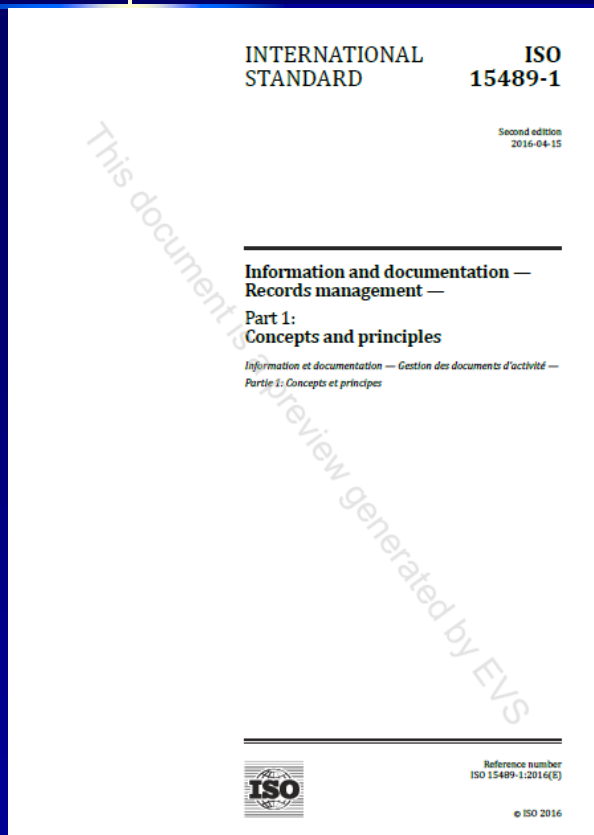 INTERNATIONAL
STANDARD
ISO
15489-1
Second edition
2016-04-15
Information and documentation —
Records management —
Part 1:
Concepts and principles
Information et documentation — Gestion des documents d'activité —
Partie 1: Concepts et principes
This document is a preview generated by EVS
ISO
Reference number
ISO 15489-1:2016(E)
© ISO 2016